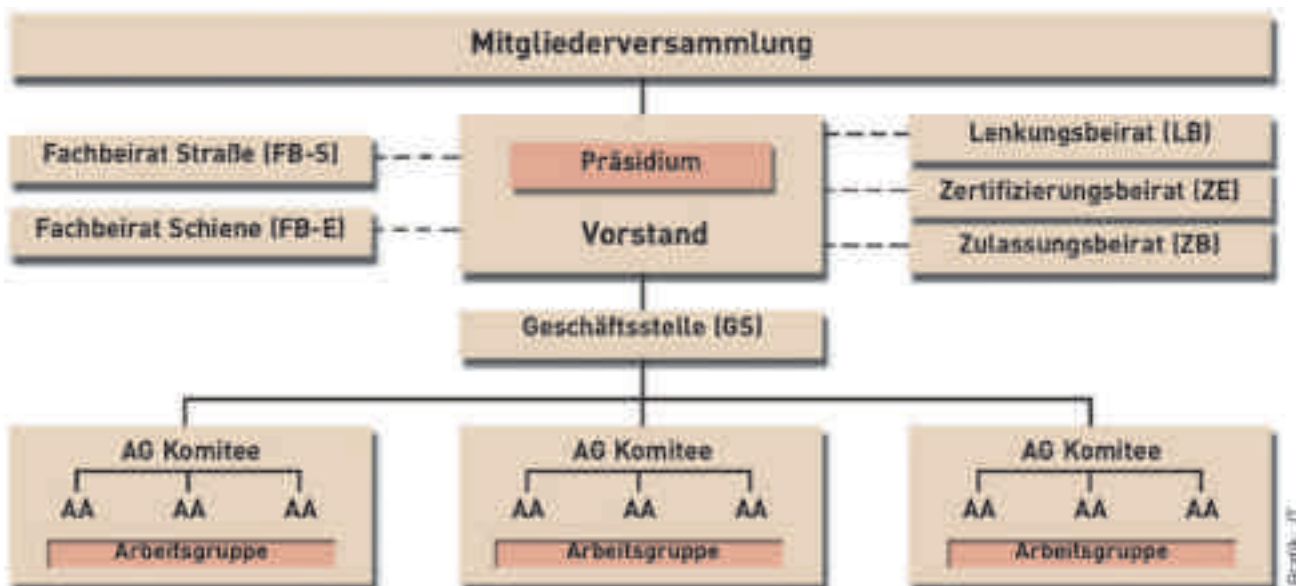 Mitgliederversammlung
Fachbeirat Straße (FB-S)
Fachbeirat Schiene (FB-E)
Präsidium
Vorstand
Lenkungsbeirat (LB)
Zertifizierungsbeirat (ZE)
Zulassungsbeirat (ZB)
Geschäftsstelle (GS)
AG Komitee
AA AA AA
Arbeitsgruppe
AG Komitee
AA AA AA
Arbeitsgruppe
AG Komitee
AA AA AA
Arbeitsgruppe
Grafik: